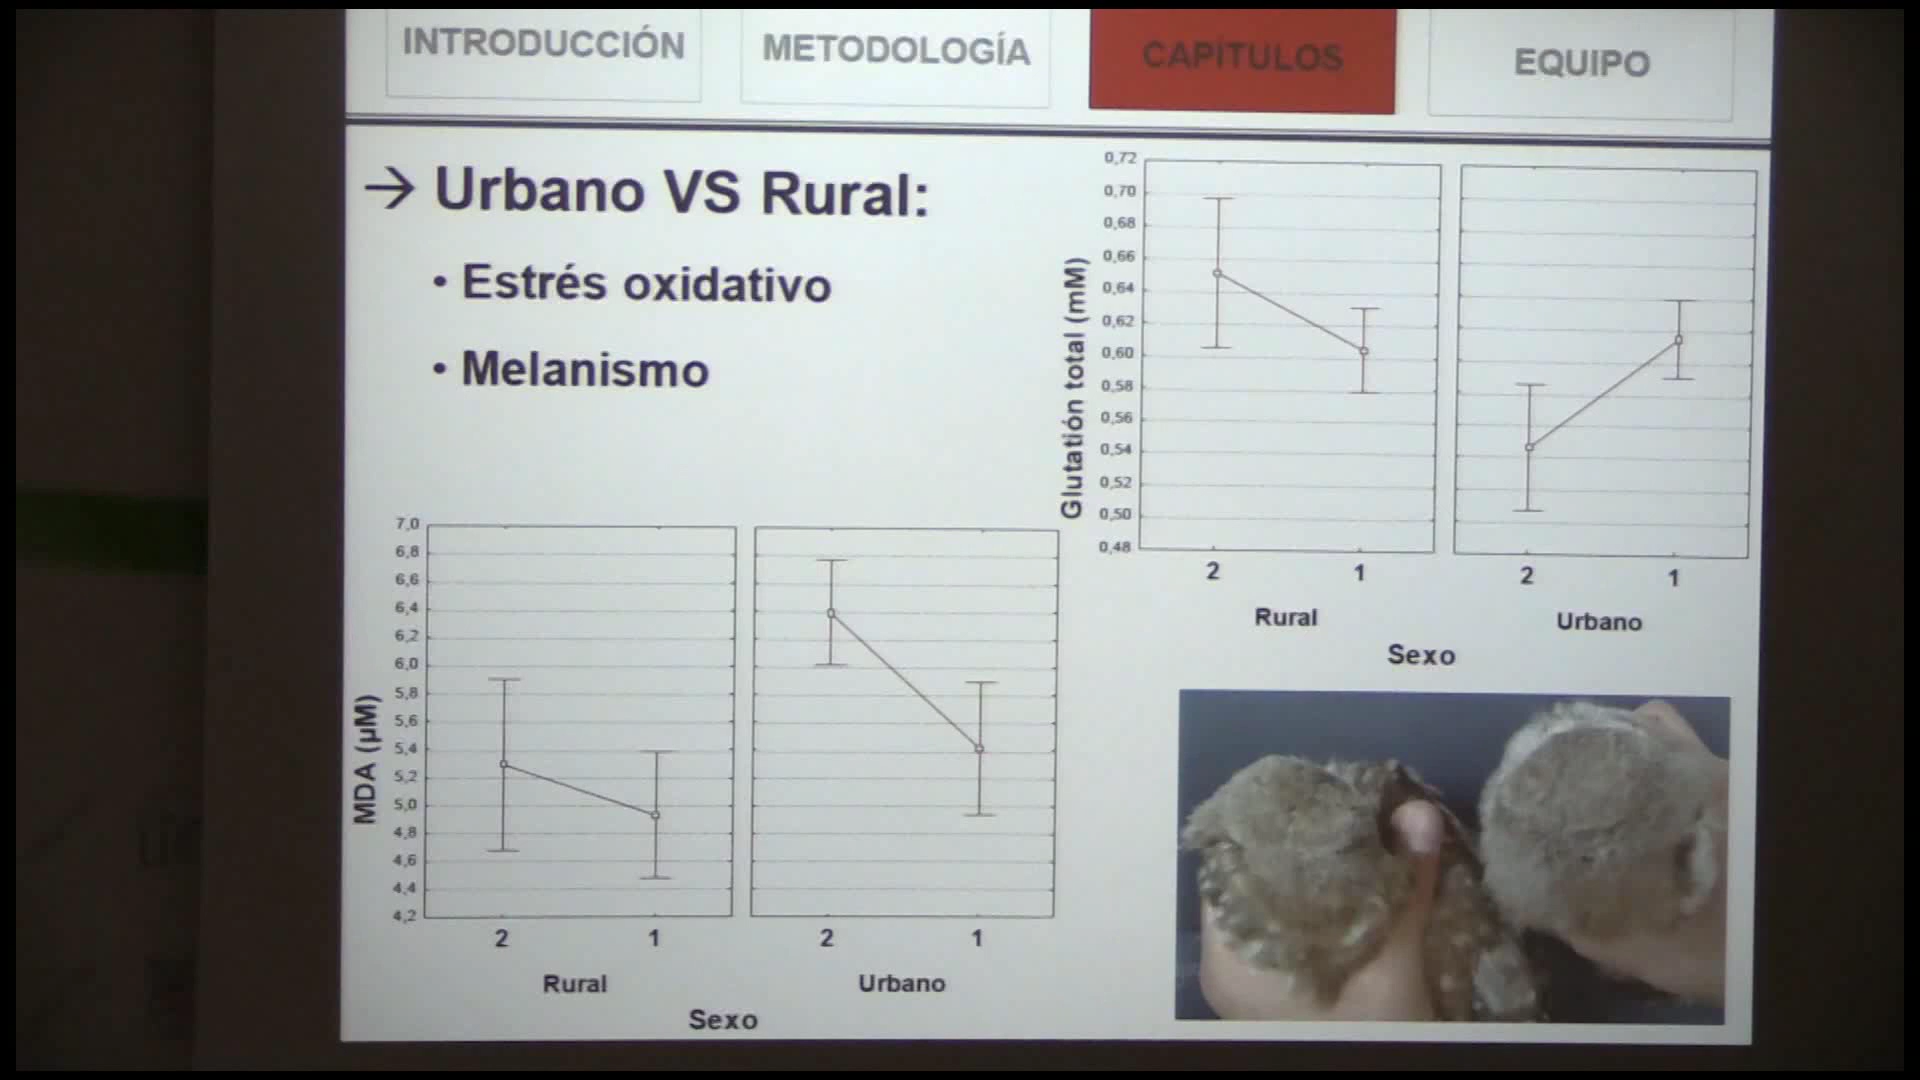 INTRODUCCIÓN
METODOLOGÍA
CAPÍTULOS
EQUIPO
→ Urbano VS Rural:
• Estrés oxidativo
• Melanismo
Glutatión total (mM)
0,72
0,70
0,68
0,66
0,64
0,62
0,60
0,58
0,56
0,54
0,52
0,50
0,48
2 1 2 1
Rural Urbano
Sexo
MDA (µM)
7,0
6,8
6,6
6,4
6,2
6,0
5,8
5,6
5,4
5,2
5,0
4,8
4,6
4,4
4,2
2 1 2 1
Rural Urbano
Sexo